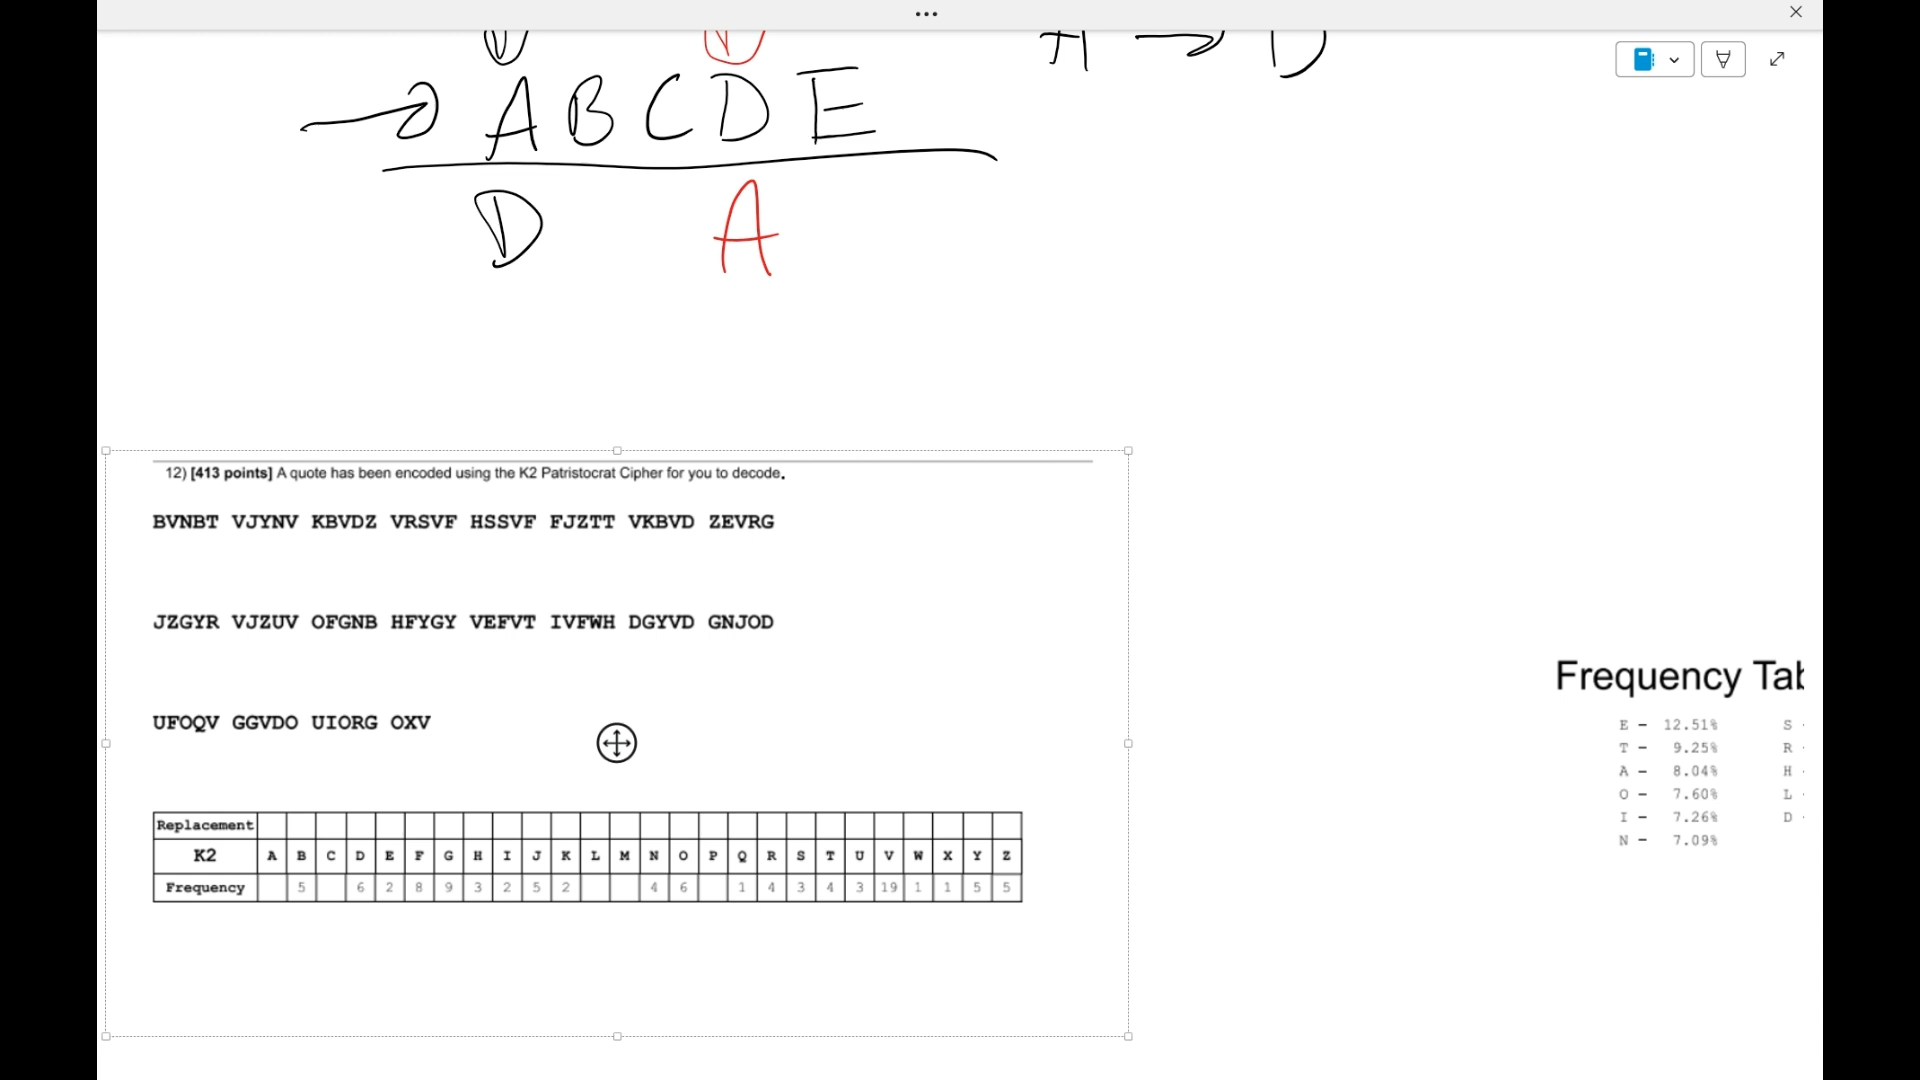 A → D
→ A B C D E
D A
12) [413 points] A quote has been encoded using the K2 Patristocrat Cipher for you to decode.
BVNBT VJYNV KBVDZ VRSVF HSSVF FJZTT VKBVD ZEVRG
JZGYR VJZUV OFGNB HFYGY VEFVT IVFWH DGYVD GNJOD
UFOQV GGVDO UIORG OXV
Replacement
K2 A B C D E F G H I J K L M N O P Q R S T U V W X Y Z
Frequency 5 6 2 8 9 3 2 5 2 4 6 1 4 3 4 3 19 1 1 5 5
Frequency
E - 12.51% S -
T - 9.25% R -
A - 8.04% H -
O - 7.60% L -
I - 7.26% D -
N - 7.09%